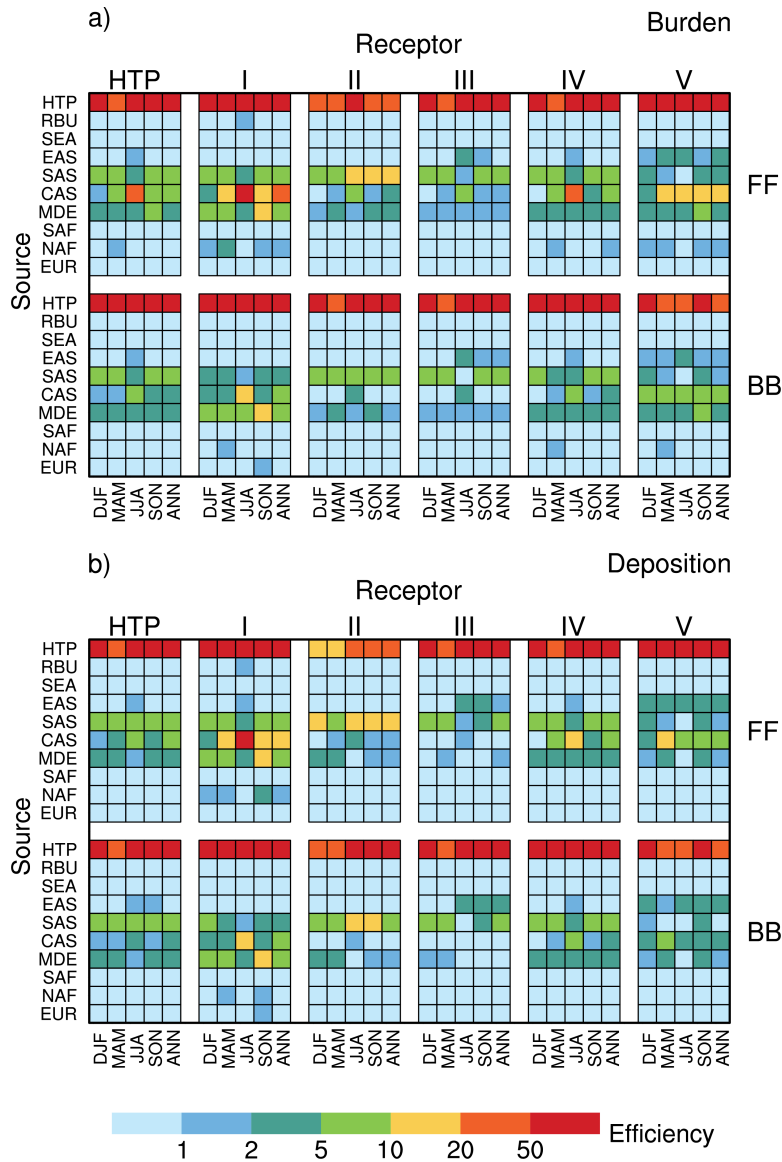 a)
Receptor
Burden
HTP I II III IV V
Source
HTP
RBU
SEA
EAS
SAS
CAS
MDE
SAF
NAF
EUR
FF
HTP
RBU
SEA
EAS
SAS
CAS
MDE
SAF
NAF
EUR
BB
DJF MAM JJA SON ANN DJF MAM JJA SON ANN DJF MAM JJA SON ANN DJF MAM JJA SON ANN DJF MAM JJA SON ANN DJF MAM JJA SON ANN
b)
Deposition
Receptor
HTP I II III IV V
Source
HTP
RBU
SEA
EAS
SAS
CAS
MDE
SAF
NAF
EUR
FF
HTP
RBU
SEA
EAS
SAS
CAS
MDE
SAF
NAF
EUR
BB
DJF MAM JJA SON ANN DJF MAM JJA SON ANN DJF MAM JJA SON ANN DJF MAM JJA SON ANN DJF MAM JJA SON ANN DJF MAM JJA SON ANN
Efficiency
1 2 5 10 20 50